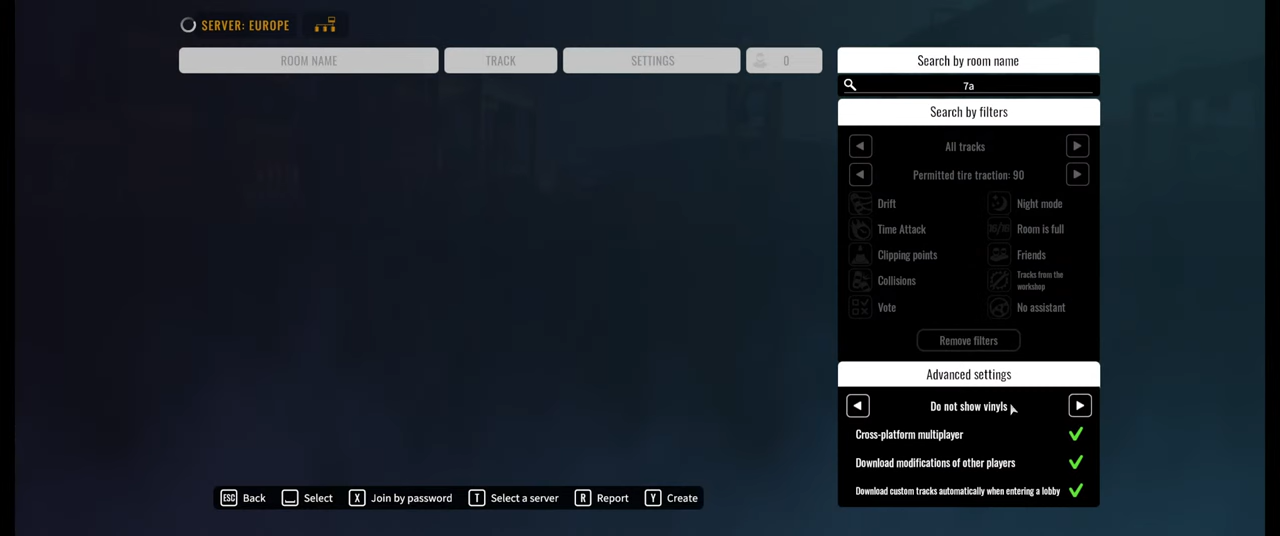 SERVER: EUROPE
ROOM NAME TRACK SETTINGS 0
Search by room name
7a
Search by filters
All tracks
Permitted tire traction: 90
Drift Night mode
Time Attack 16/16 Room is full
Clipping points Friends
Collisions Tracks from the
workshop
Vote No assistant
Remove filters
Advanced settings
Do not show vinyls
Cross-platform multiplayer
Download modifications of other players
Download custom tracks automatically when entering a lobby
ESC Back Select X Join by password T Select a server R Report Y Create